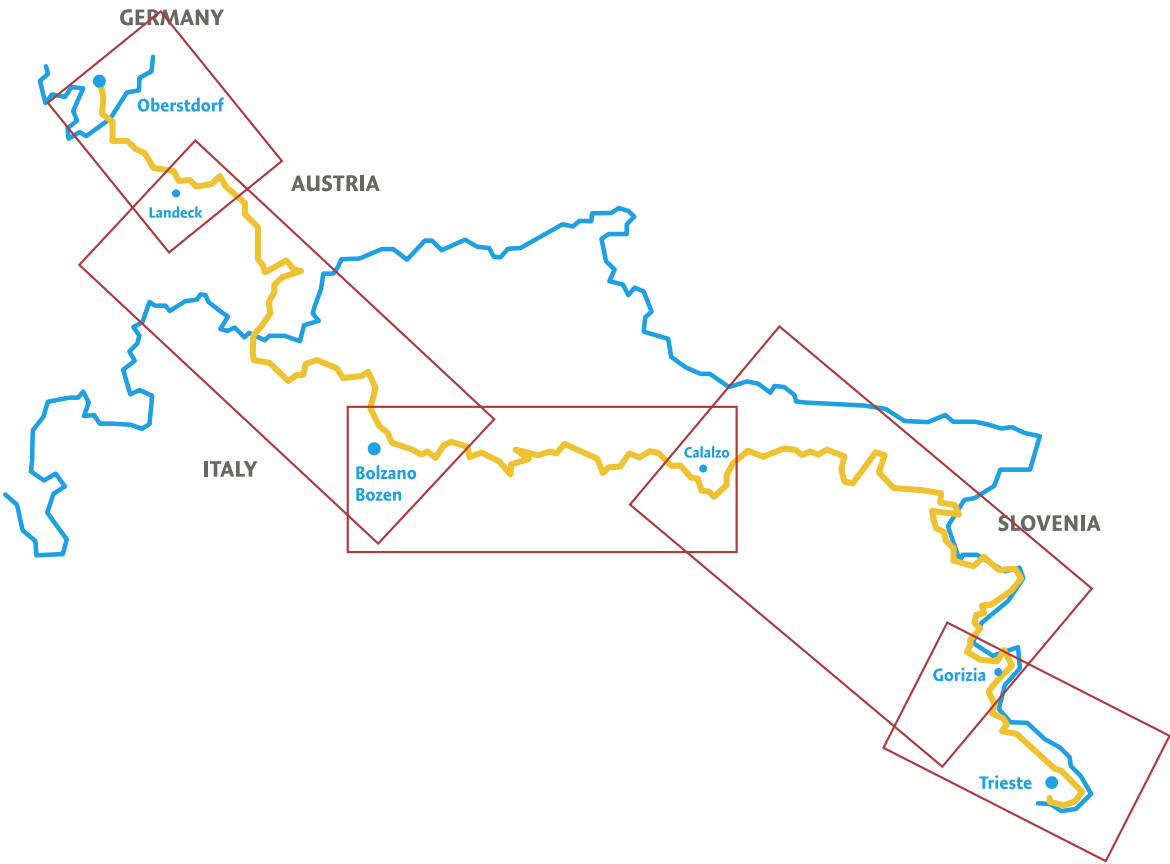 GERMANY
Oberstdorf
AUSTRIA
Landeck
ITALY
Bolzano
Bozen
Calalzo
SLOVENIA
Gorizia
Trieste